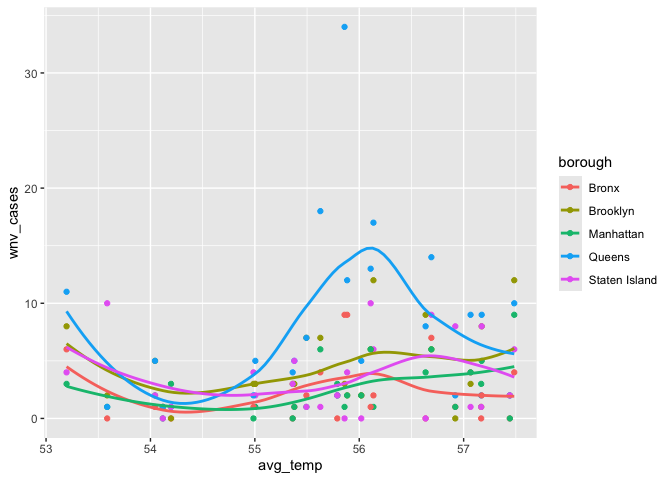 wnv_cases
30
20
10
0
53
54
55
56
57
avg_temp
borough
Bronx
Brooklyn
Manhattan
Queens
Staten Island